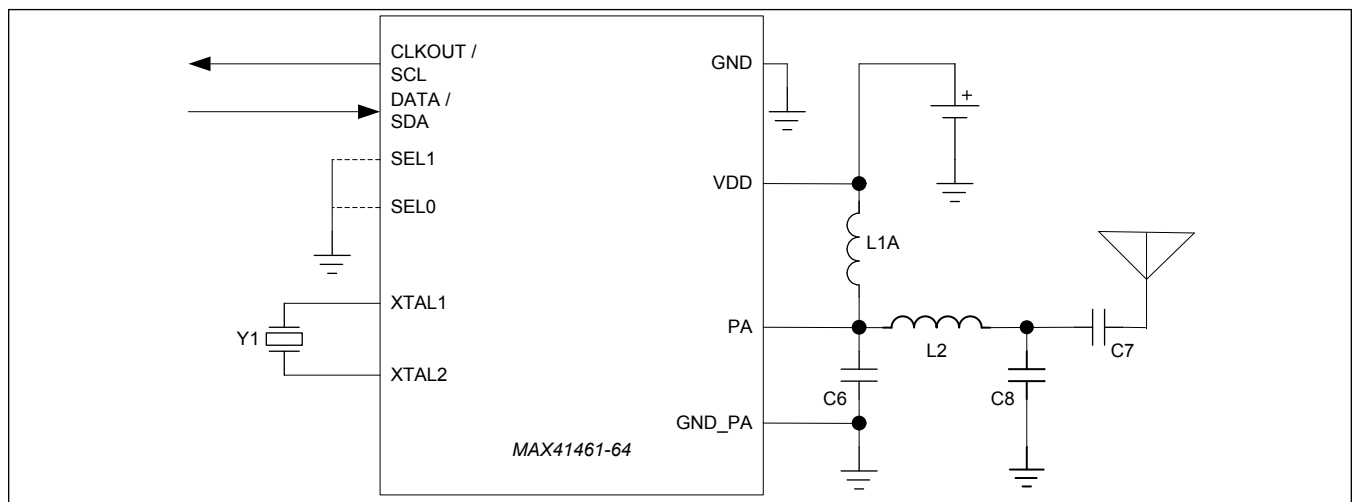 CLKOUT /
SCL
DATA /
SDA
SEL1
SEL0
XTAL1
XTAL2
Y1
MAX41461-64
GND
VDD
PA
GND_PA
+
L1A
L2
C6
C8
C7